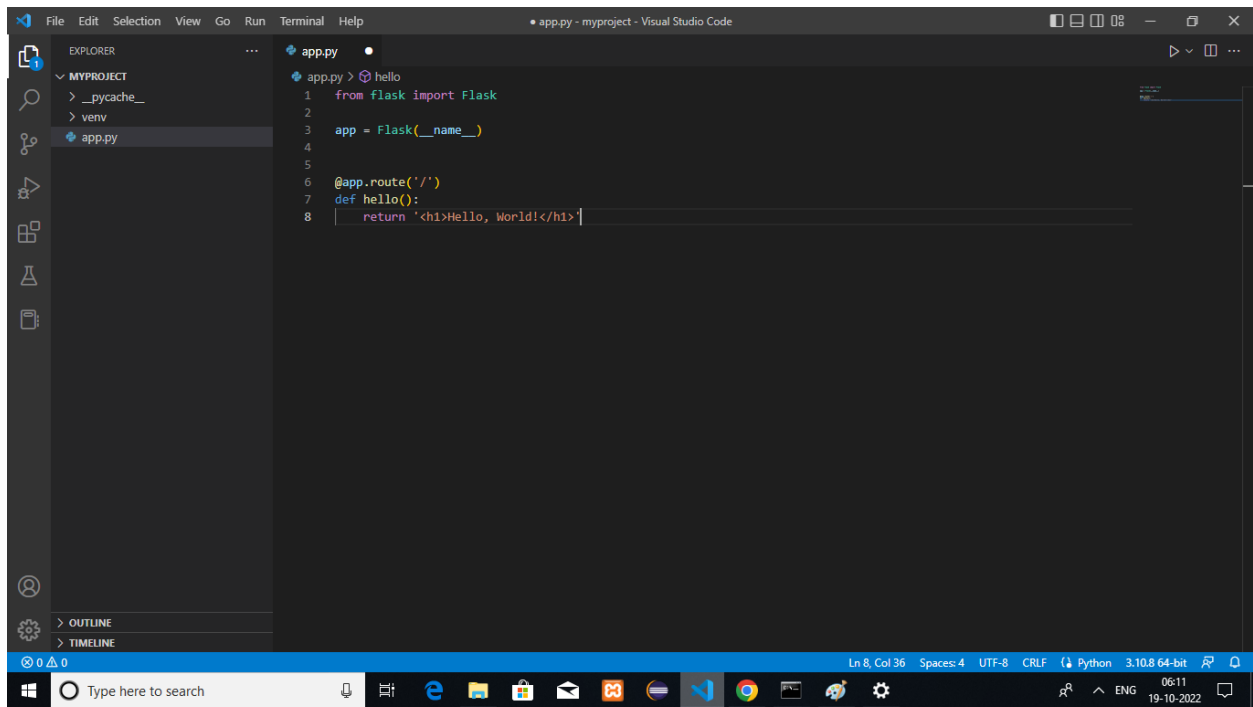 File Edit Selection View Go Run Terminal Help
● app.py - myproject - Visual Studio Code
1
EXPLORER
MYPROJECT
__pycache__
venv
app.py
OUTLINE
TIMELINE
app.py
app.py > hello
1 from flask import Flask
2
3 app = Flask(__name__)
4
5
6 @app.route('/')
7 def hello():
8 return '<h1>Hello, World!</h1>'
0 0
Ln 8, Col 36 Spaces: 4 UTF-8 CRLF Python 3.10.8 64-bit
Type here to search
ENG
06:11
19-10-2022